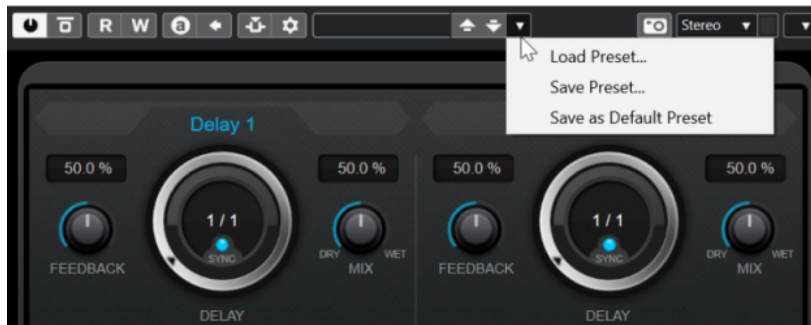 R W a Stereo
Load Preset...
Save Preset...
Save as Default Preset
Delay 1
50.0 % 50.0 % 50.0 % 50.0 %
1 / 1 1 / 1
SYNC DRY WET SYNC DRY WET
FEEDBACK MIX FEEDBACK MIX
DELAY DELAY